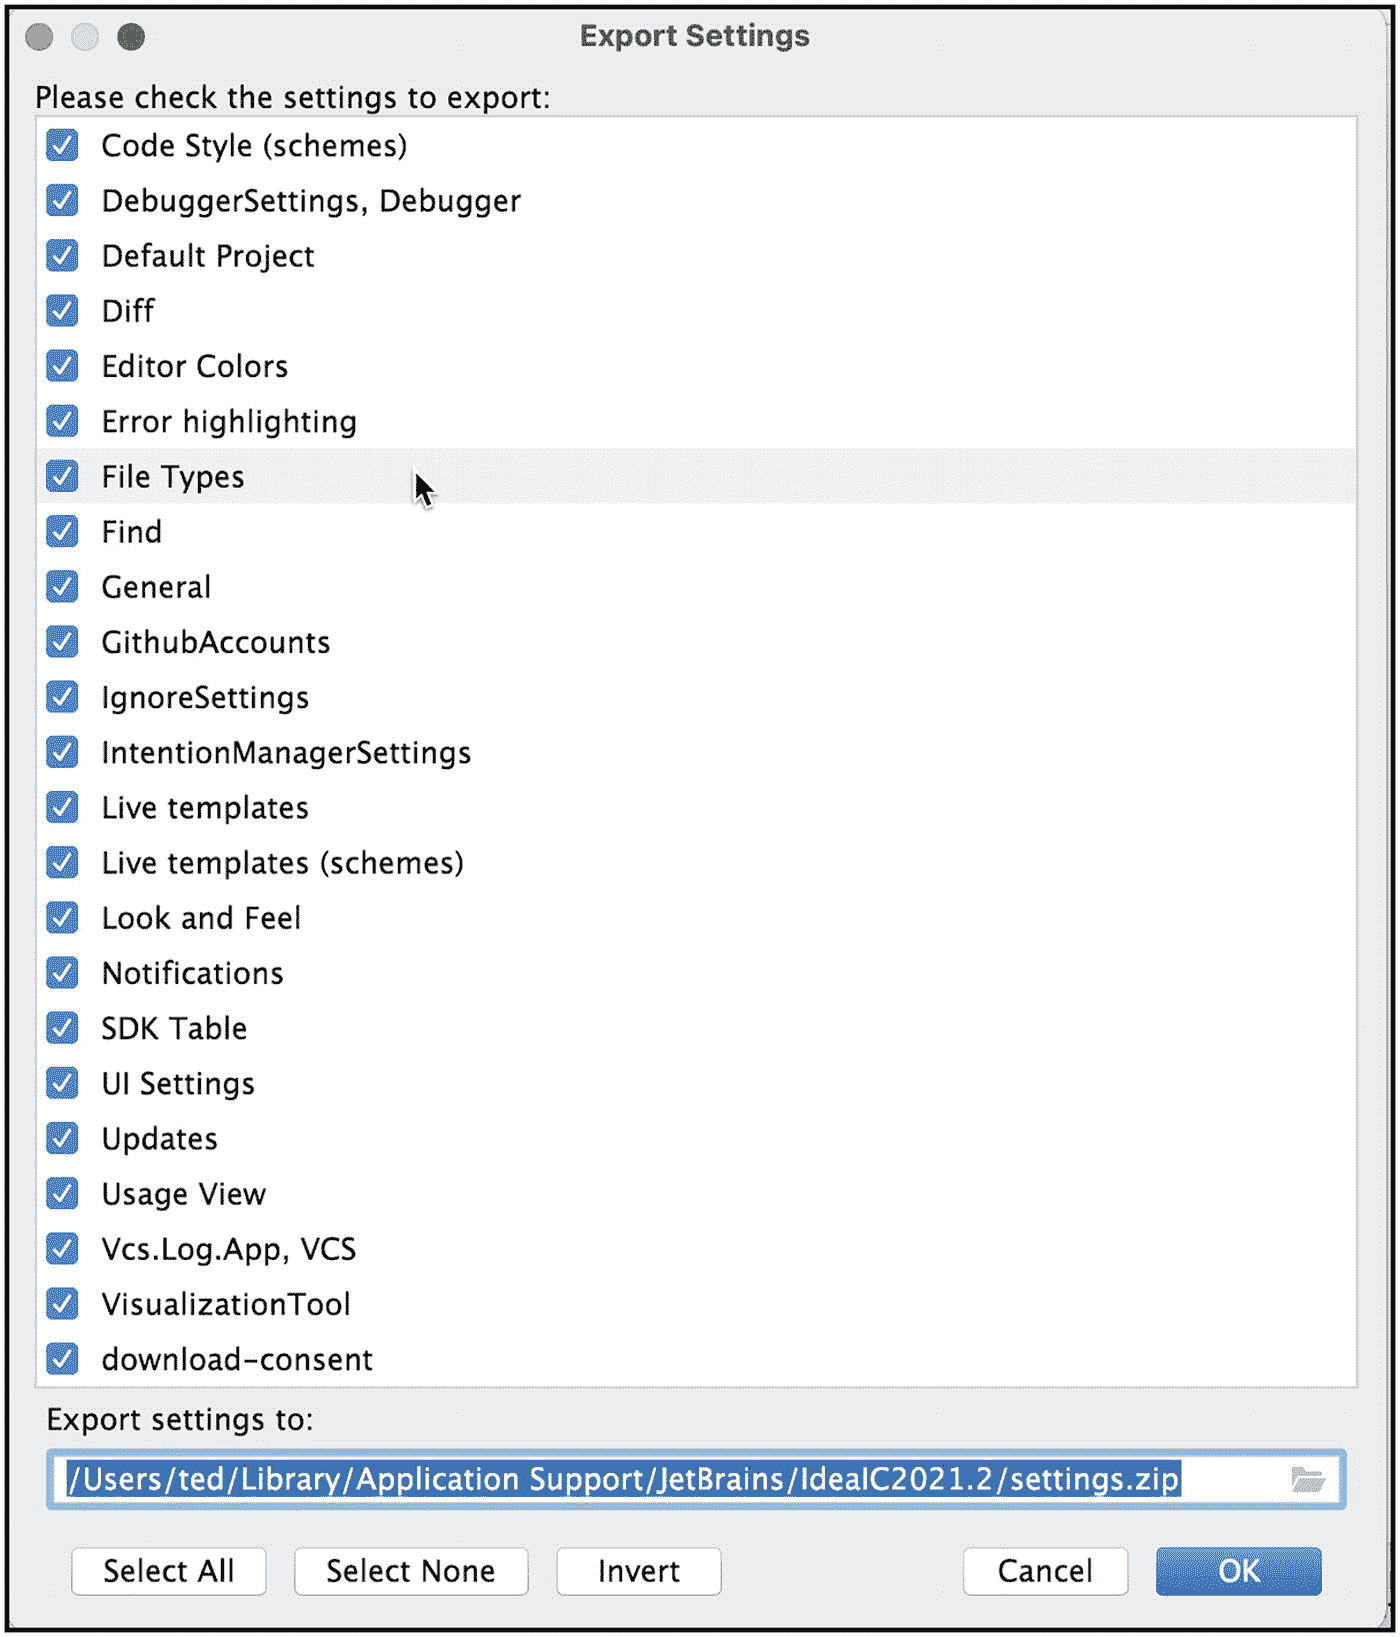 Export Settings
Please check the settings to export:
Code Style (schemes)
DebuggerSettings, Debugger
Default Project
Diff
Editor Colors
Error highlighting
File Types
Find
General
GithubAccounts
IgnoreSettings
IntentionManagerSettings
Live templates
Live templates (schemes)
Look and Feel
Notifications
SDK Table
UI Settings
Updates
Usage View
Vcs.Log.App, VCS
VisualizationTool
download-consent
Export settings to:
/Users/ted/Library/Application Support/JetBrains/IdeaIC2021.2/settings.zip
Select All Select None Invert Cancel OK